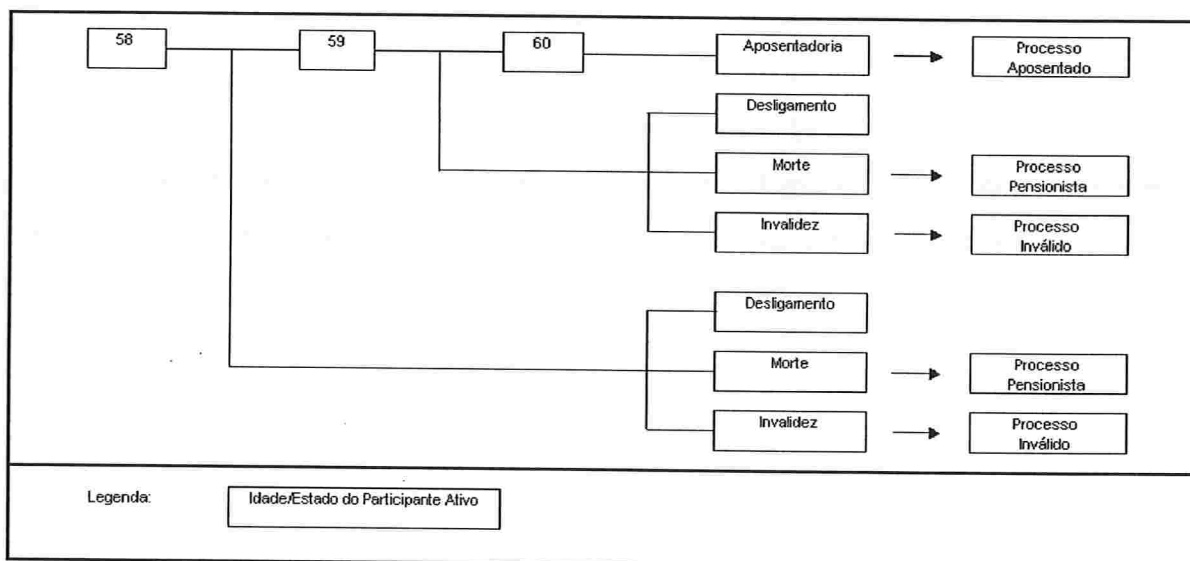 58
59
60
Aposentadoria
Processo
Aposentado
Desligamento
Morte
Processo
Pensionista
Invalidez
Processo
Inválido
Desligamento
Morte
Processo
Pensionista
Invalidez
Processo
Inválido
Legenda:
Idade/Estado do Participante Ativo